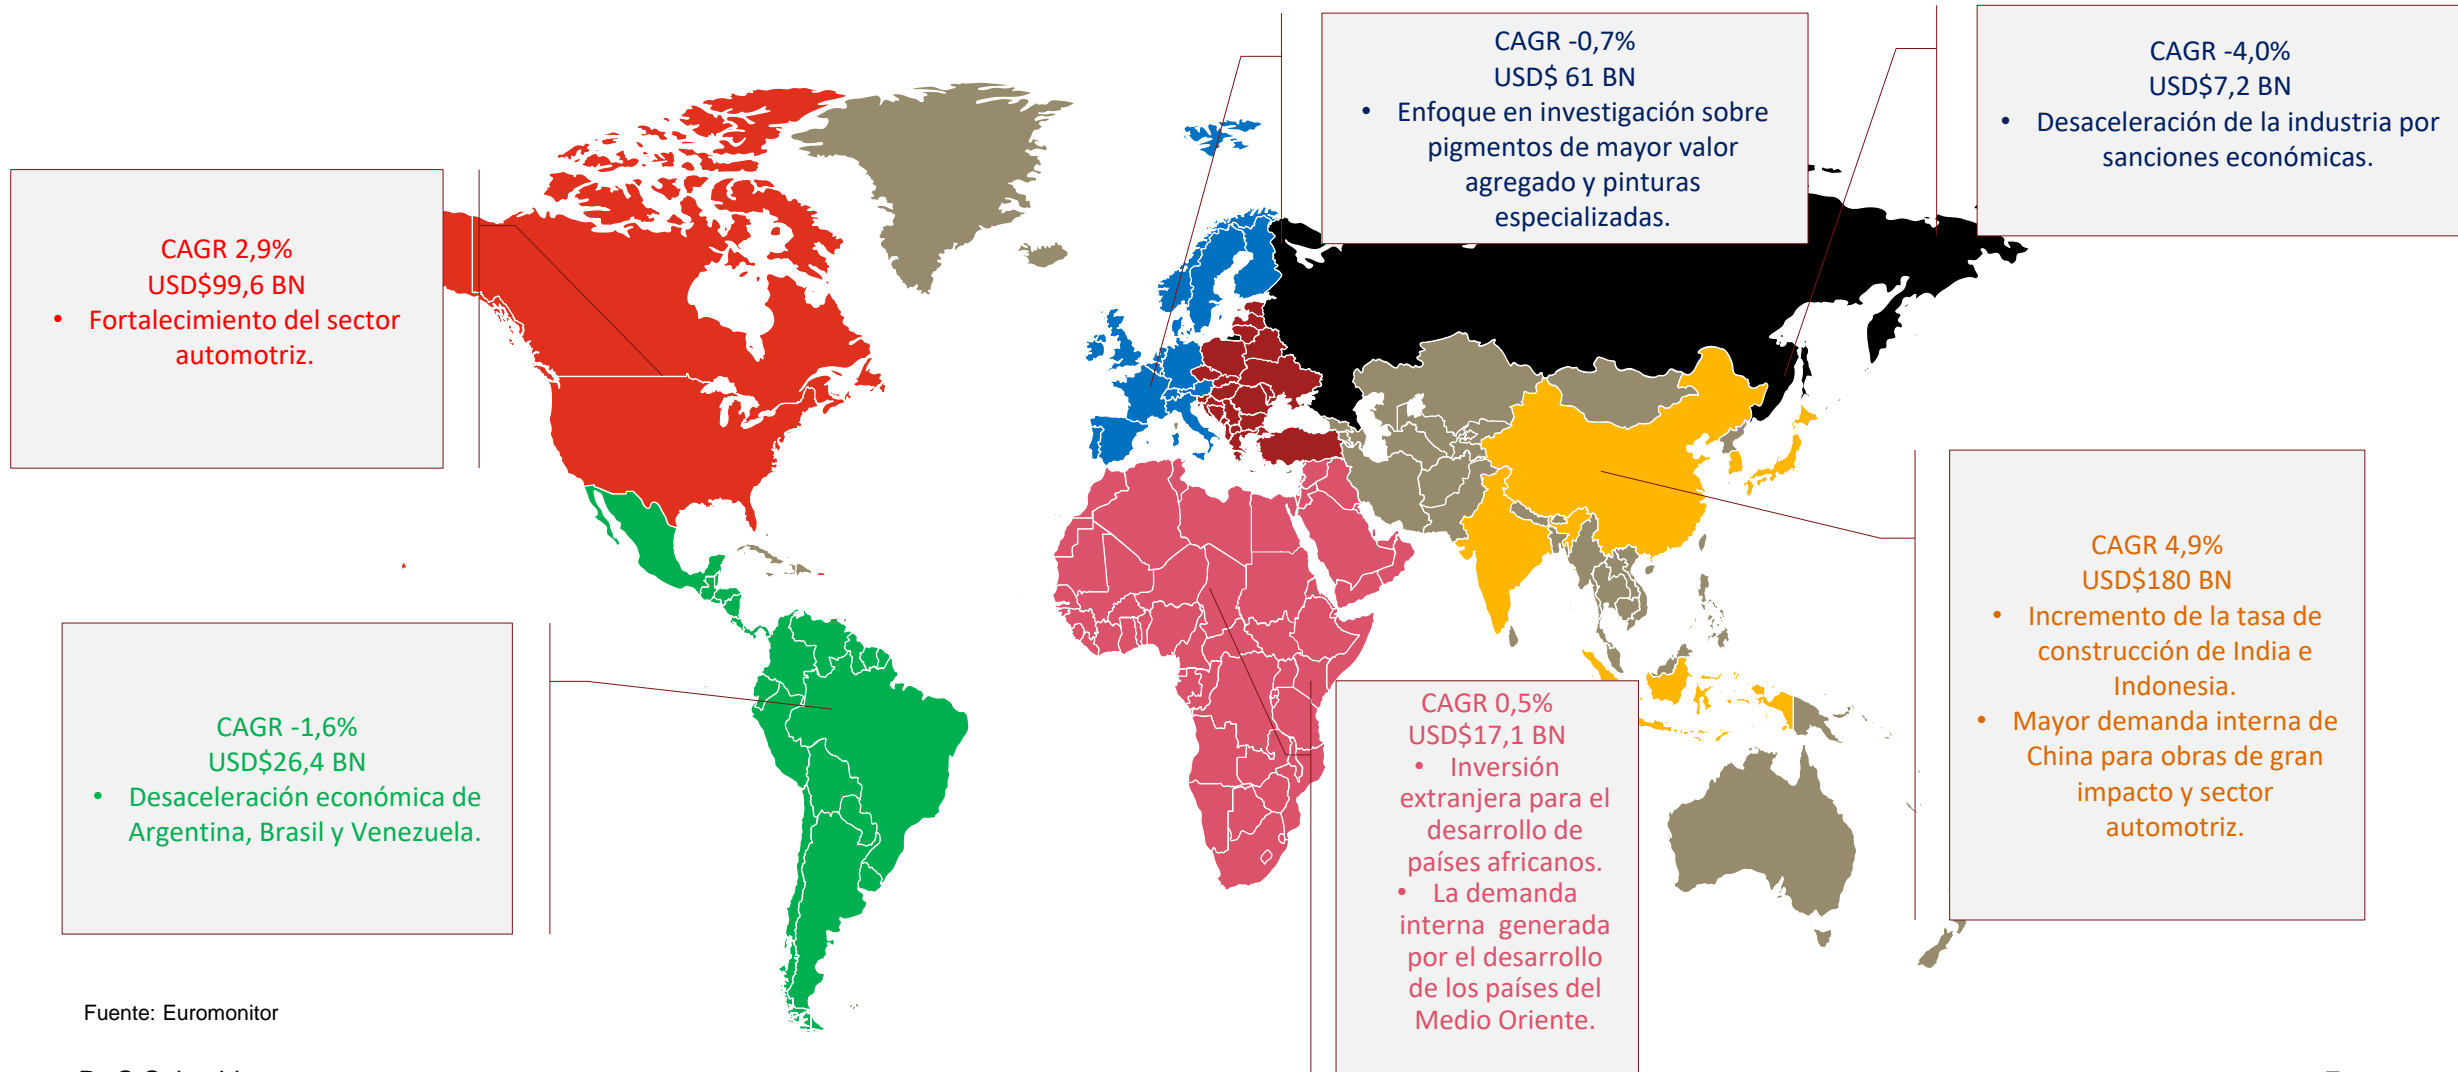 CAGR -0,7%
USD$ 61 BN
• Enfoque en investigación sobre
pigmentos de mayor valor
agregado y pinturas
especializadas.
CAGR -4,0%
USD$7,2 BN
• Desaceleración de la industria por
sanciones económicas.
CAGR 2,9%
USD$99,6 BN
• Fortalecimiento del sector
automotriz.
CAGR 4,9%
USD$180 BN
• Incremento de la tasa de
construcción de India e
Indonesia.
• Mayor demanda interna de
China para obras de gran
impacto y sector
automotriz.
CAGR -1,6%
USD$26,4 BN
• Desaceleración económica de
Argentina, Brasil y Venezuela.
CAGR 0,5%
USD$17,1 BN
• Inversión
extranjera para el
desarrollo de
países africanos.
• La demanda
interna generada
por el desarrollo
de los países del
Medio Oriente.
Fuente: Euromonitor